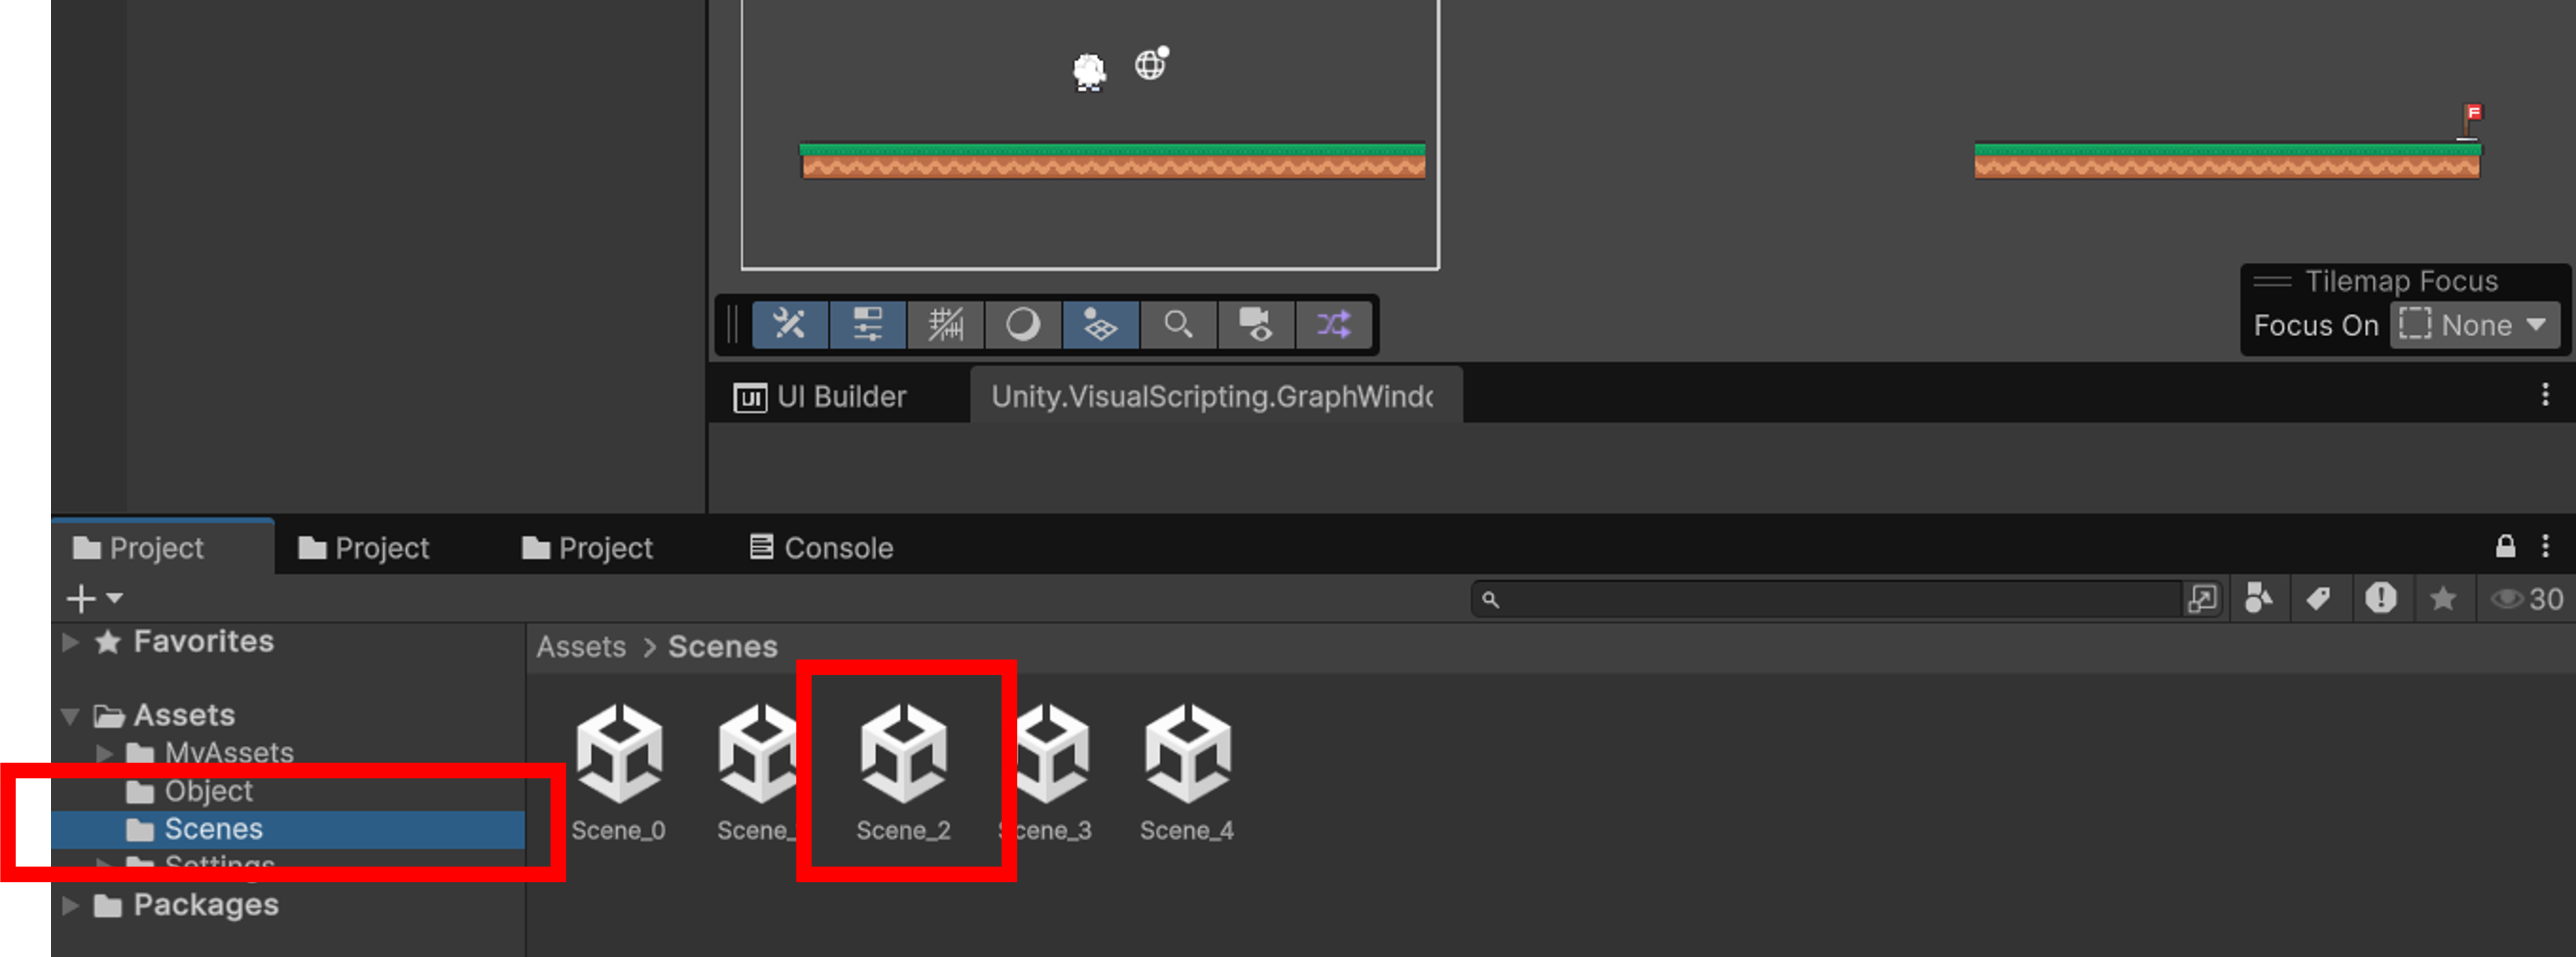 F
Tilemap Focus
Focus On None
UI Builder
Unity.VisualScripting.GraphWindo
Project
Project
Project
Console
30
Favorites
Assets > Scenes
Assets
MyAssets
Object
Scenes
Settings
Packages
Scene_0
Scene_
Scene_2
cene_3
Scene_4